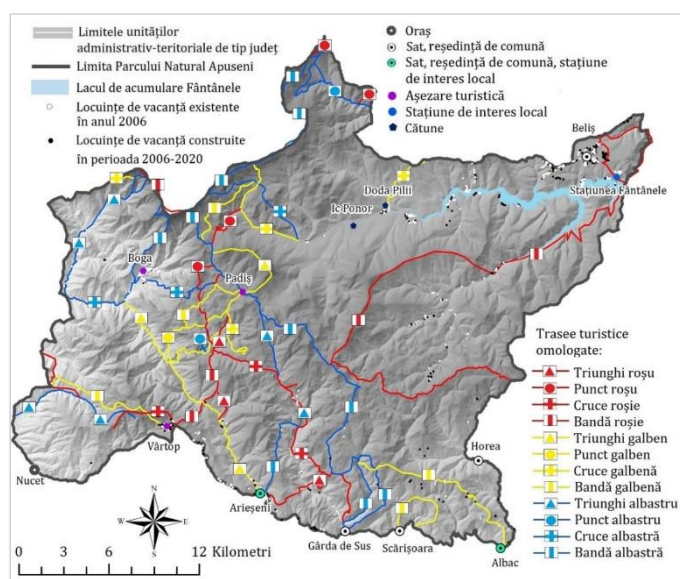 Limitele unităților
administrativ-teritoriale de tip județ
Limita Parcului Natural Apuseni
Lacul de acumulare Fântânele
Locuințe de vacanță existente
în anul 2006
Locuințe de vacanță construite
în perioada 2006-2020
Oraș
Sat, reședință de comună
Sat, reședință de comună, stațiune
de interes local
Așezare turistică
Stațiune de interes local
Cătune
Beliș
Stațiunea Fântânele
Doda Pilii
Ic Ponor
Boga
Padiș
Vârtop
Nucet
Arieșeni
Gârda de Sus
Scărișoara
Horea
Albac
Trasee turistice
omologate:
Triunghi roșu
Punct roșu
Cruce roșie
Bandă roșie
Triunghi galben
Punct galben
Cruce galbenă
Bandă galbenă
Triunghi albastru
Punct albastru
Cruce albastră
Bandă albastră
N
W
E
S
0 3 6 12 Kilometri